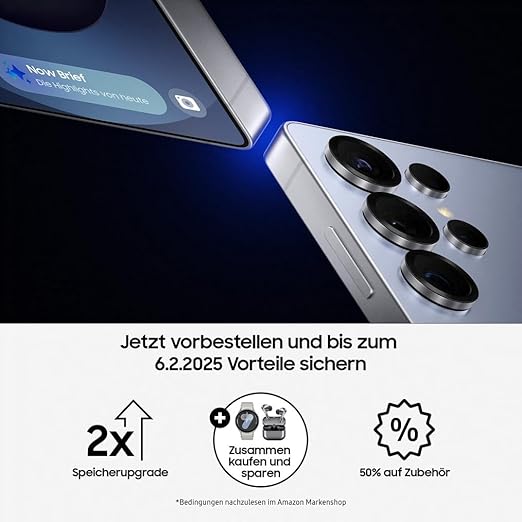 Now Brief
Die Highlights von heute
Jetzt vorbestellen und bis zum
6.2.2025 Vorteile sichern
2x
Speicherupgrade
+
Zusammen
kaufen und
sparen
%
50% auf Zubehör
*Bedingungen nachzulesen im Amazon Markenshop